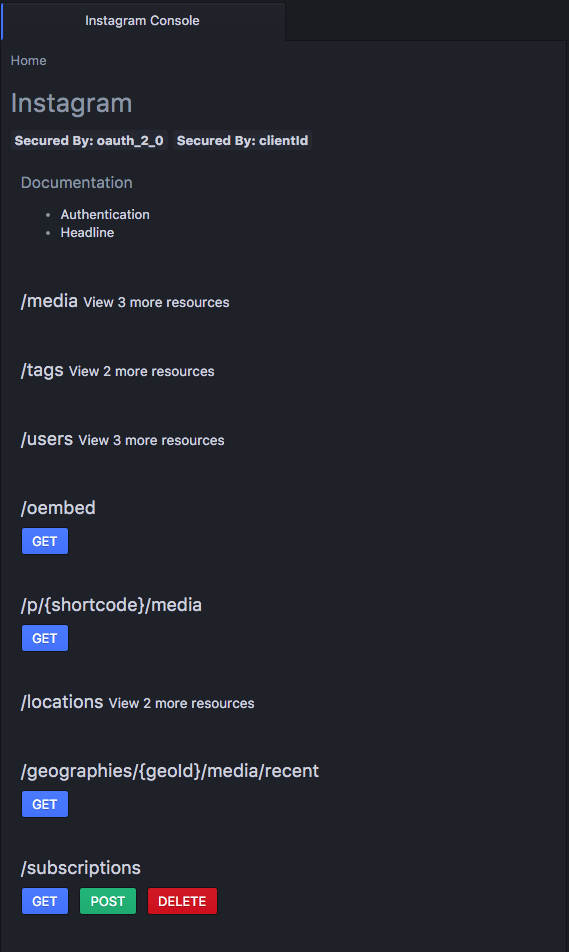 Instagram Console
Home
Instagram
Secured By: oauth_2_0 Secured By: clientId
Documentation
• Authentication
• Headline
/media View 3 more resources
/tags View 2 more resources
/users View 3 more resources
/oembed
GET
/p/{shortcode}/media
GET
/locations View 2 more resources
/geographies/{geoId}/media/recent
GET
/subscriptions
GET POST DELETE